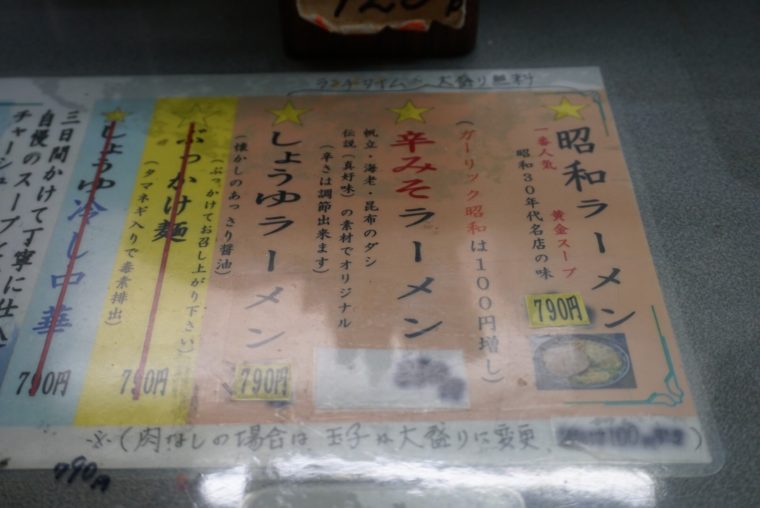 ランチタイム 大盛り無料
昭和ラーメン
一番人気 黄金スープ
昭和30年代名店の味
790円
(ガーリック昭和は100円増し)
辛みそラーメン
帆立・海老・昆布のダシ
伝説(真好味)の素材でオリジナル
(辛さは調節出来ます)
しょうゆラーメン
(懐かしのあっさり醤油)
790円
ぶっかけ麺
(ぶっかけてお召し上がり下さい)
(タマネギ入りで毒素排出)
790円
しょうゆ冷し中華
790円
三日間かけて丁寧に仕込
自慢のスープ
チャーシュー
※(肉なしの場合は玉子か大盛りに変更
790円